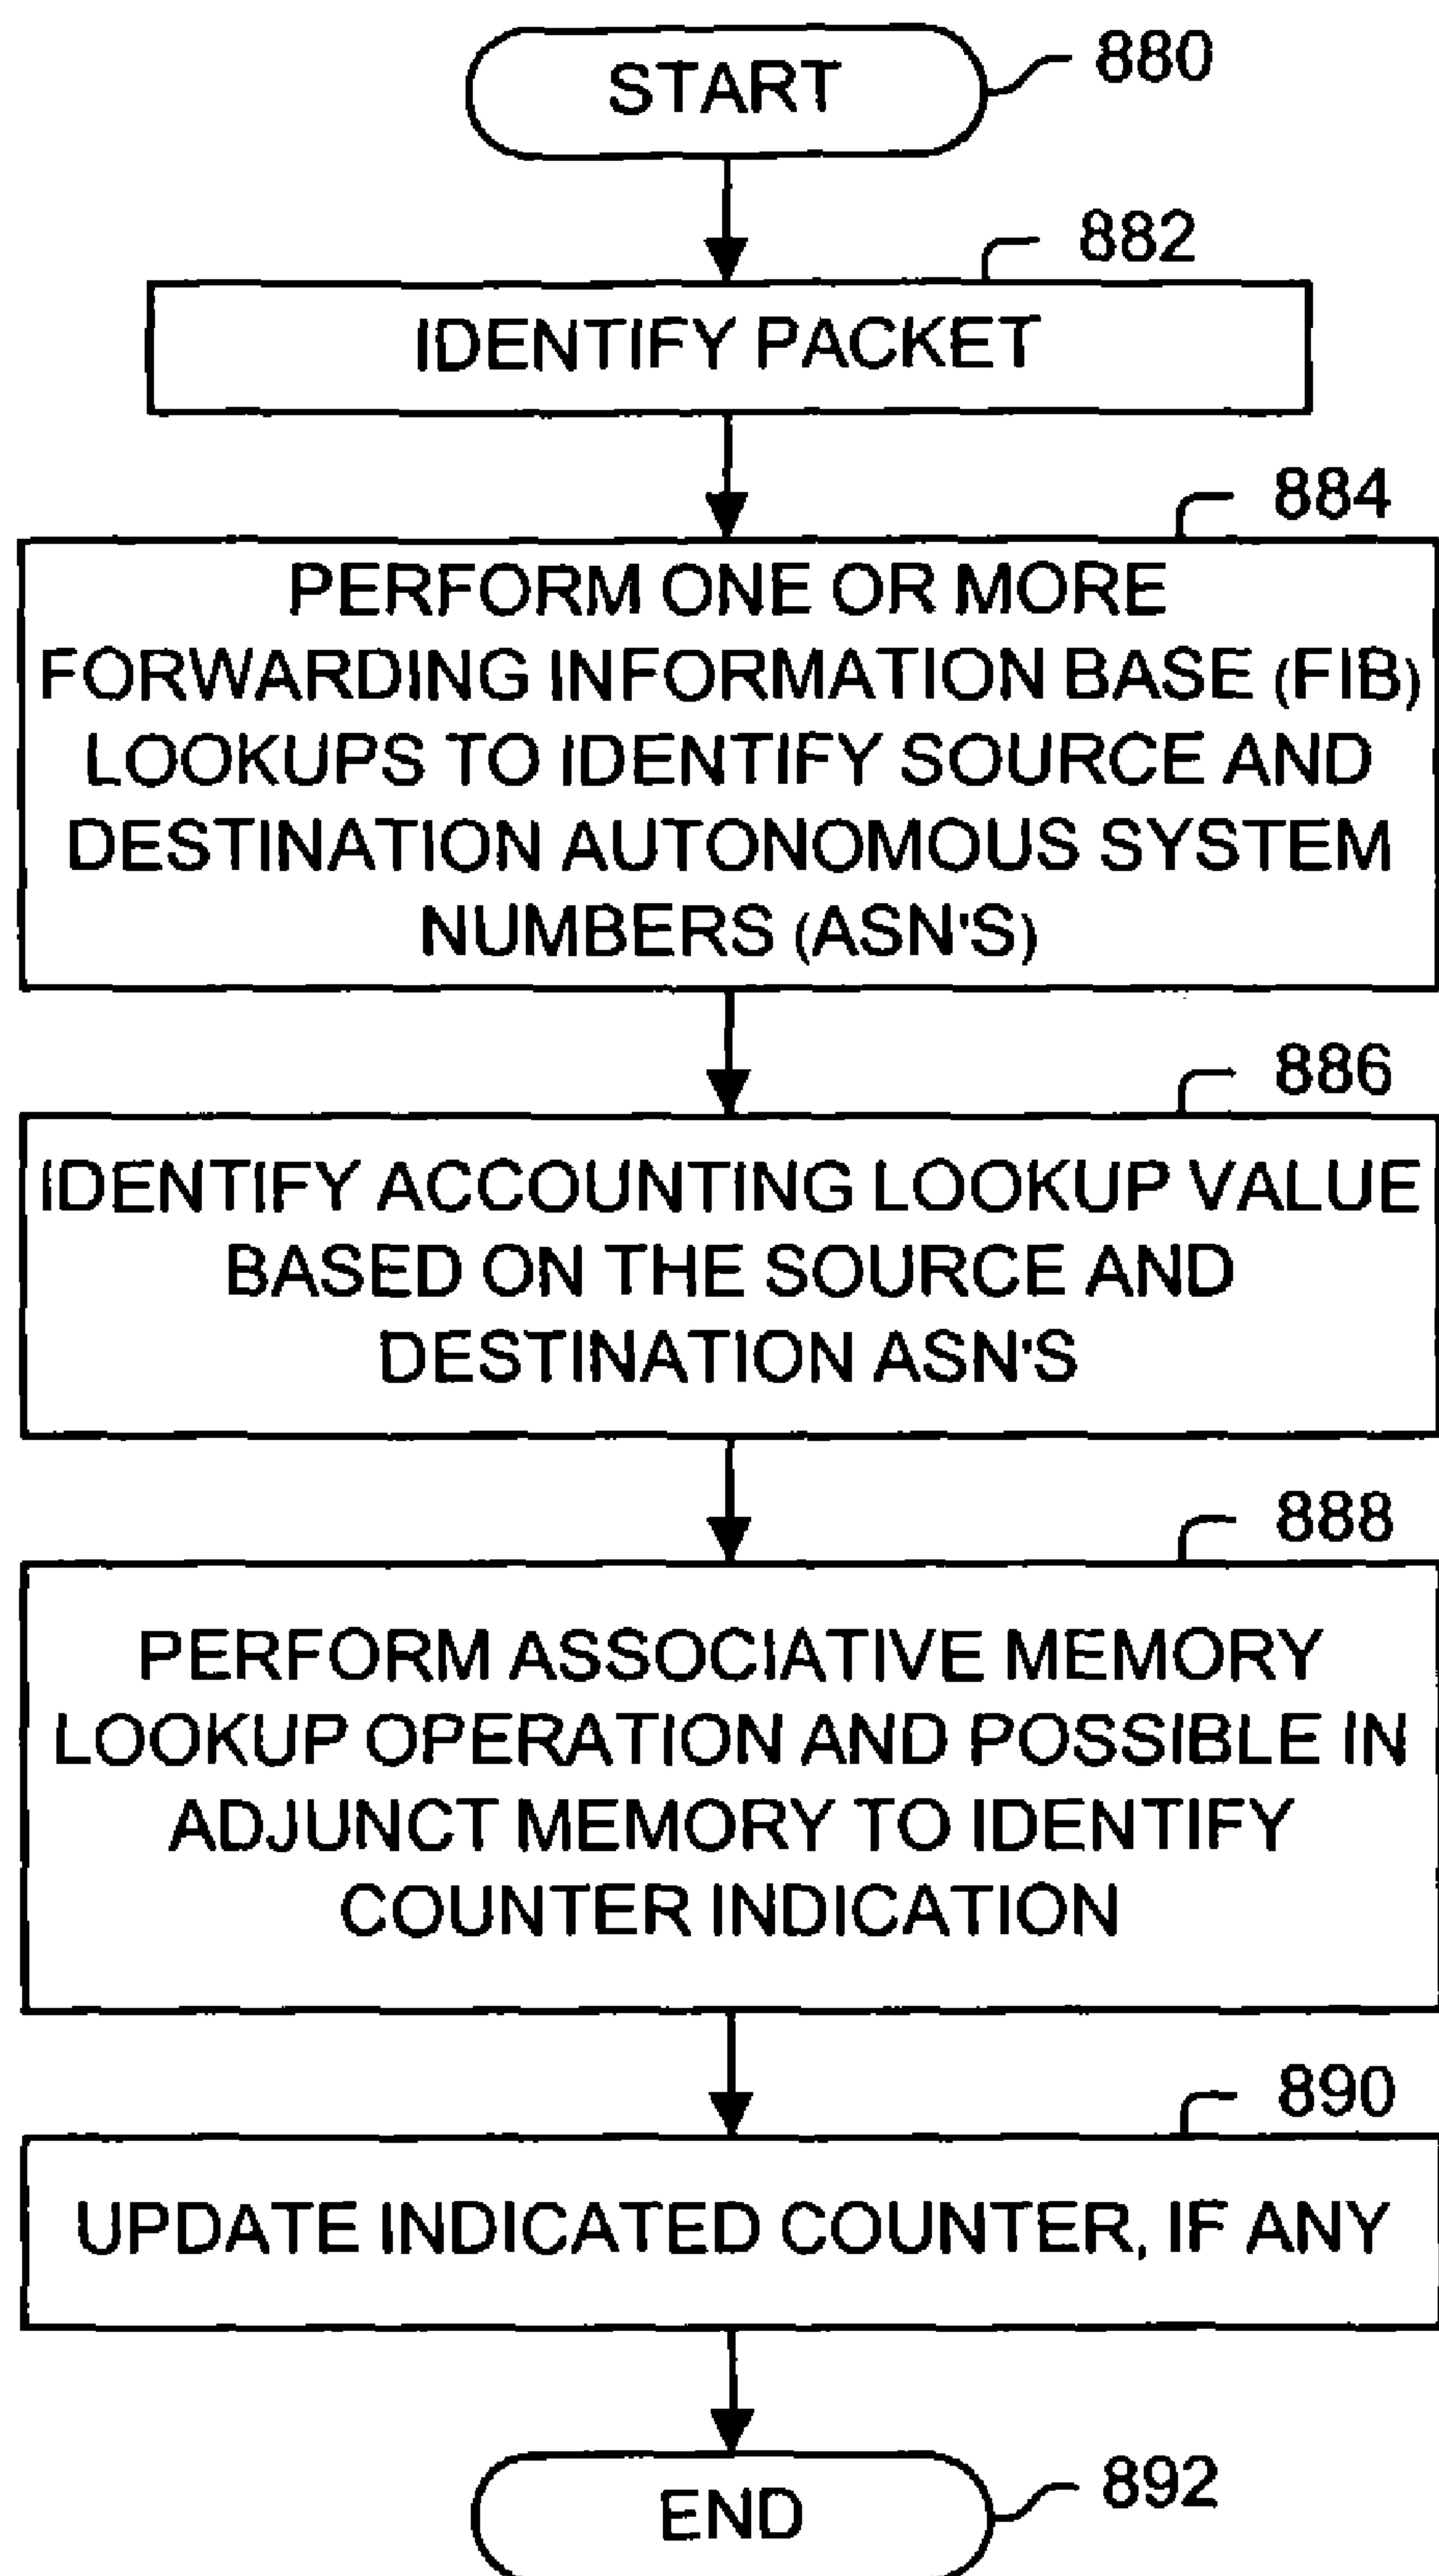 START
880
882
IDENTIFY PACKET
884
PERFORM ONE OR MORE
FORWARDING INFORMATION BASE (FIB)
LOOKUPS TO IDENTIFY SOURCE AND
DESTINATION AUTONOMOUS SYSTEM
NUMBERS (ASN'S)
886
IDENTIFY ACCOUNTING LOOKUP VALUE
BASED ON THE SOURCE AND
DESTINATION ASN'S
888
PERFORM ASSOCIATIVE MEMORY
LOOKUP OPERATION AND POSSIBLE IN
ADJUNCT MEMORY TO IDENTIFY
COUNTER INDICATION
890
UPDATE INDICATED COUNTER, IF ANY
END
892